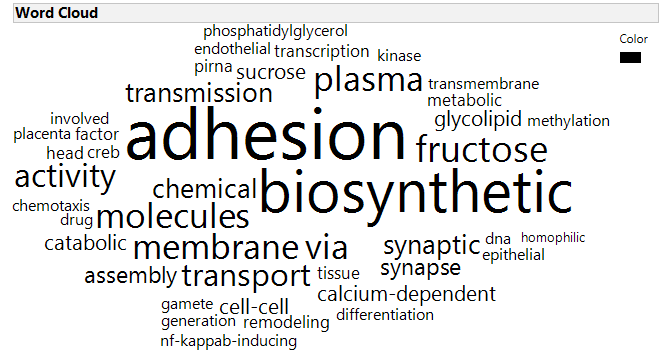 Word Cloud
Color
phosphatidylglycerol
endothelial transcription kinase
pirna sucrose plasma
transmission transmembrane
metabolic
involved adhesion glycolipid methylation
placenta factor
head creb fructose
activity chemical biosynthetic
chemotaxis
drug molecules
catabolic membrane via synaptic dna homophilic
epithelial
assembly transport tissue synapse
calcium-dependent
gamete cell-cell
generation remodeling differentiation
nf-kappab-inducing